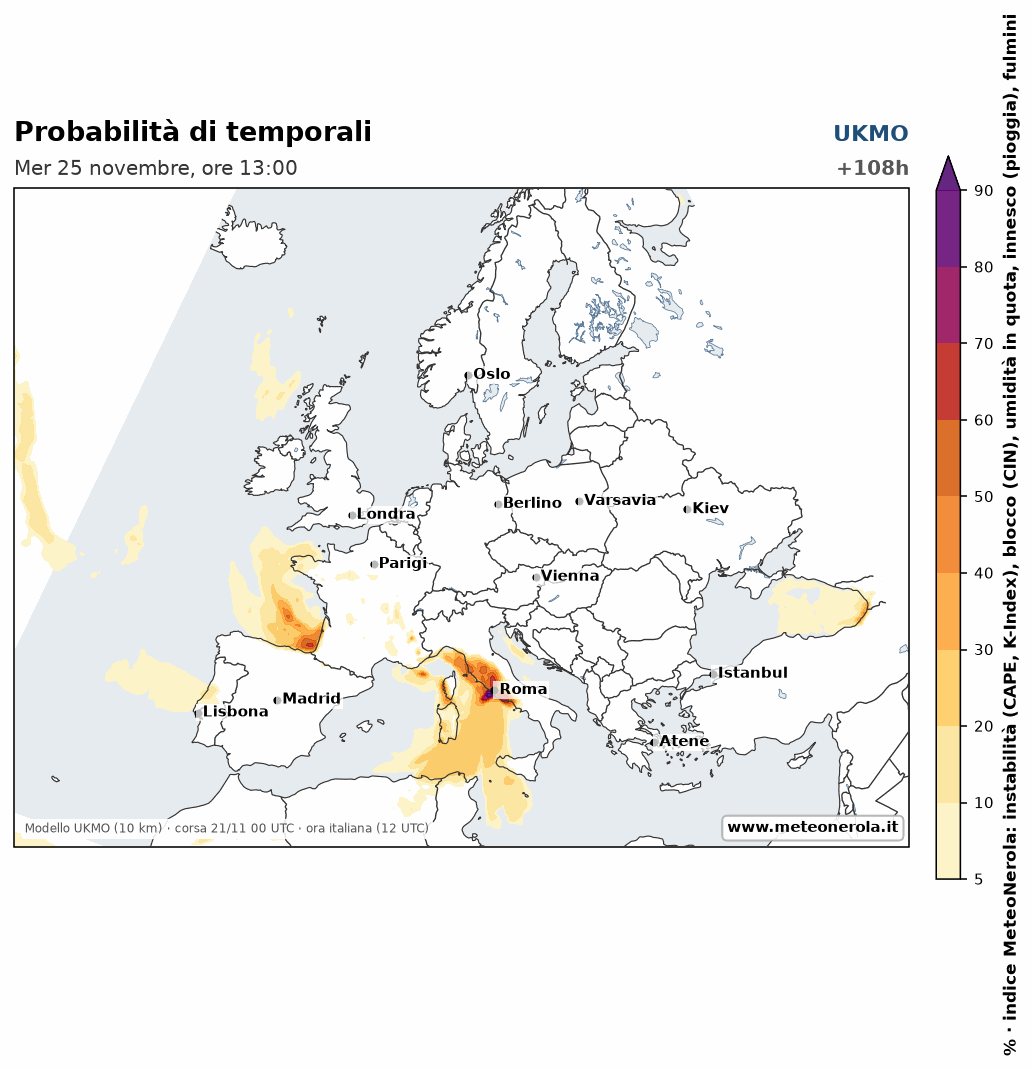 Probabilità di temporali
UKMO
Mer 25 novembre, ore 13:00
+108h
Oslo
Berlino
Varsavia
Kiev
Londra
Parigi
Vienna
Istanbul
Roma
Madrid
Lisbona
Atene
Modello UKMO (10 km) · corsa 21/11 00 UTC · ora italiana (12 UTC)
www.meteonerola.it
90
80
70
60
50
40
30
20
10
5
% · indice MeteoNerola: instabilità (CAPE, K-Index), blocco (CIN), umidità in quota, innesco (pioggia), fulmini